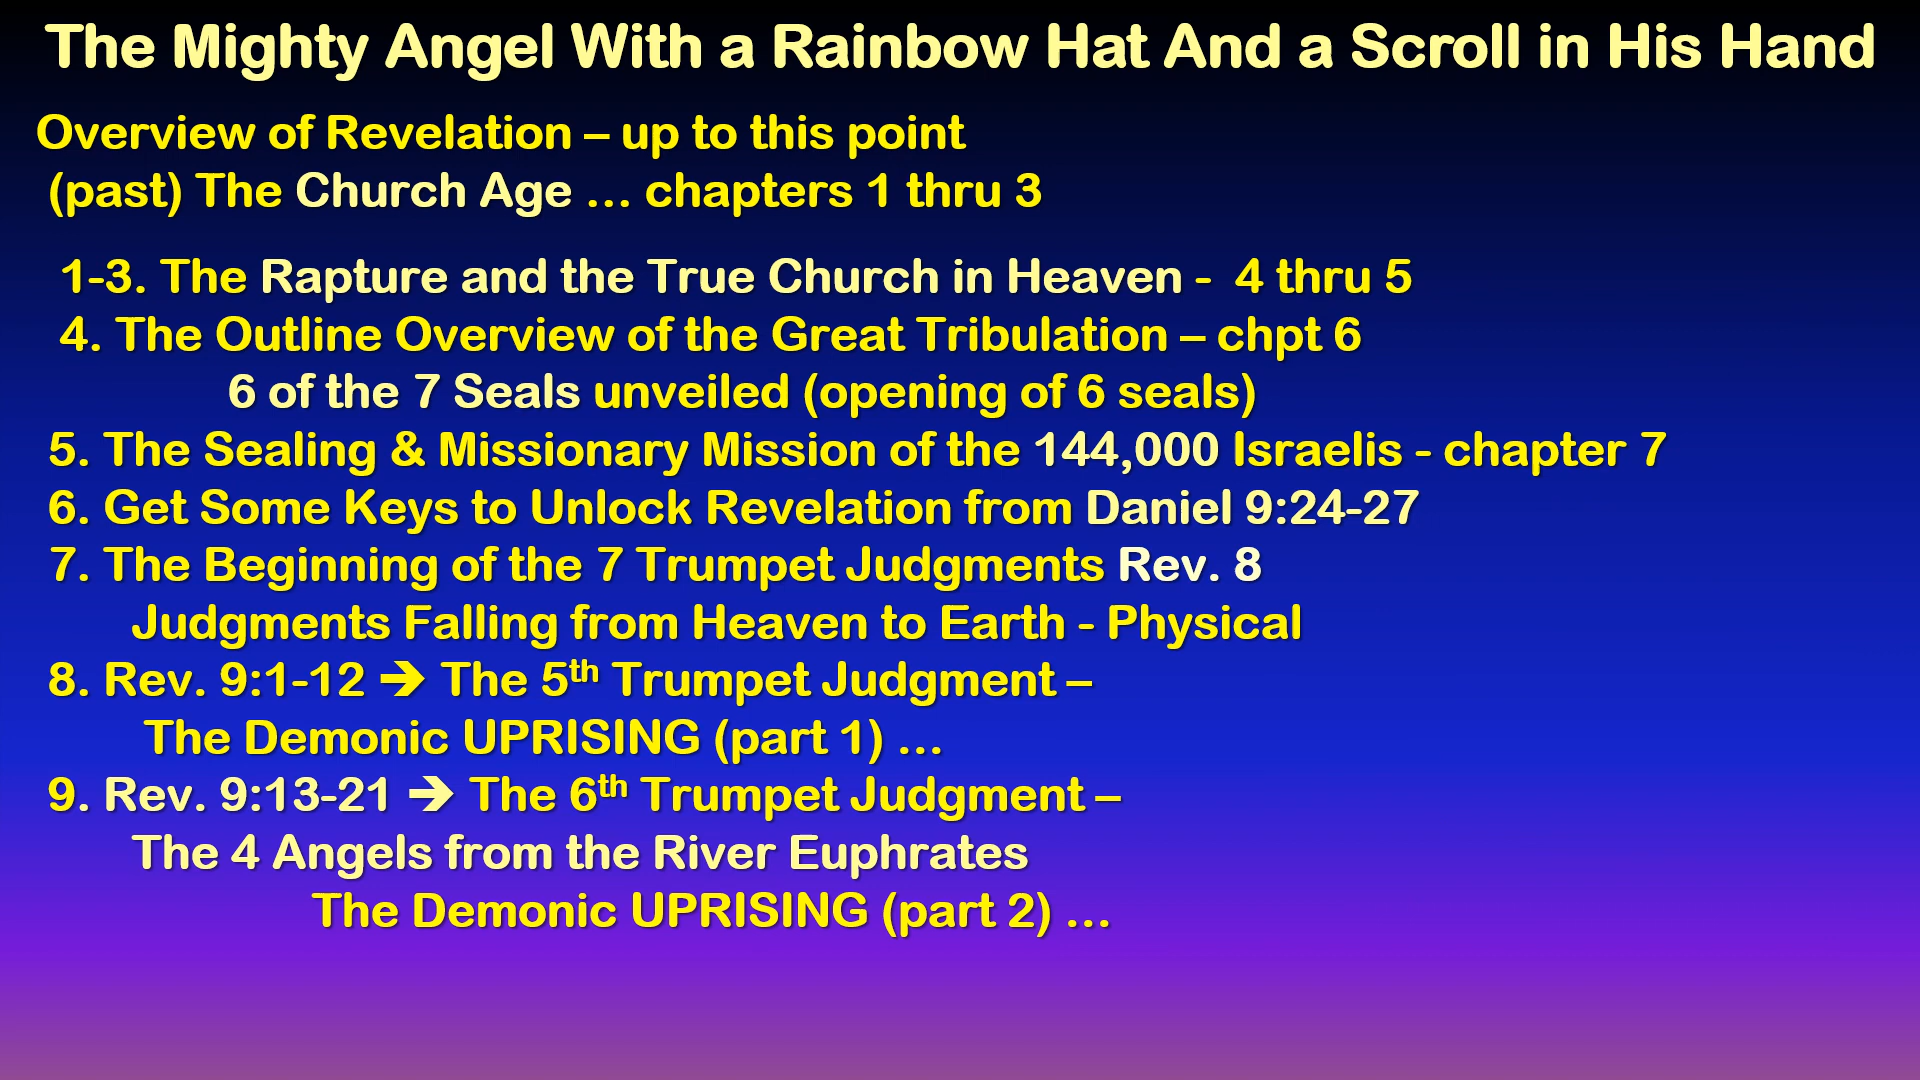 The Mighty Angel With a Rainbow Hat And a Scroll in His Hand
Overview of Revelation – up to this point
(past) The Church Age … chapters 1 thru 3
1-3. The Rapture and the True Church in Heaven - 4 thru 5
4. The Outline Overview of the Great Tribulation – chpt 6
6 of the 7 Seals unveiled (opening of 6 seals)
5. The Sealing & Missionary Mission of the 144,000 Israelis - chapter 7
6. Get Some Keys to Unlock Revelation from Daniel 9:24-27
7. The Beginning of the 7 Trumpet Judgments Rev. 8
Judgments Falling from Heaven to Earth - Physical
8. Rev. 9:1-12 ➔ The 5th Trumpet Judgment –
The Demonic UPRISING (part 1) …
9. Rev. 9:13-21 ➔ The 6th Trumpet Judgment –
The 4 Angels from the River Euphrates
The Demonic UPRISING (part 2) …